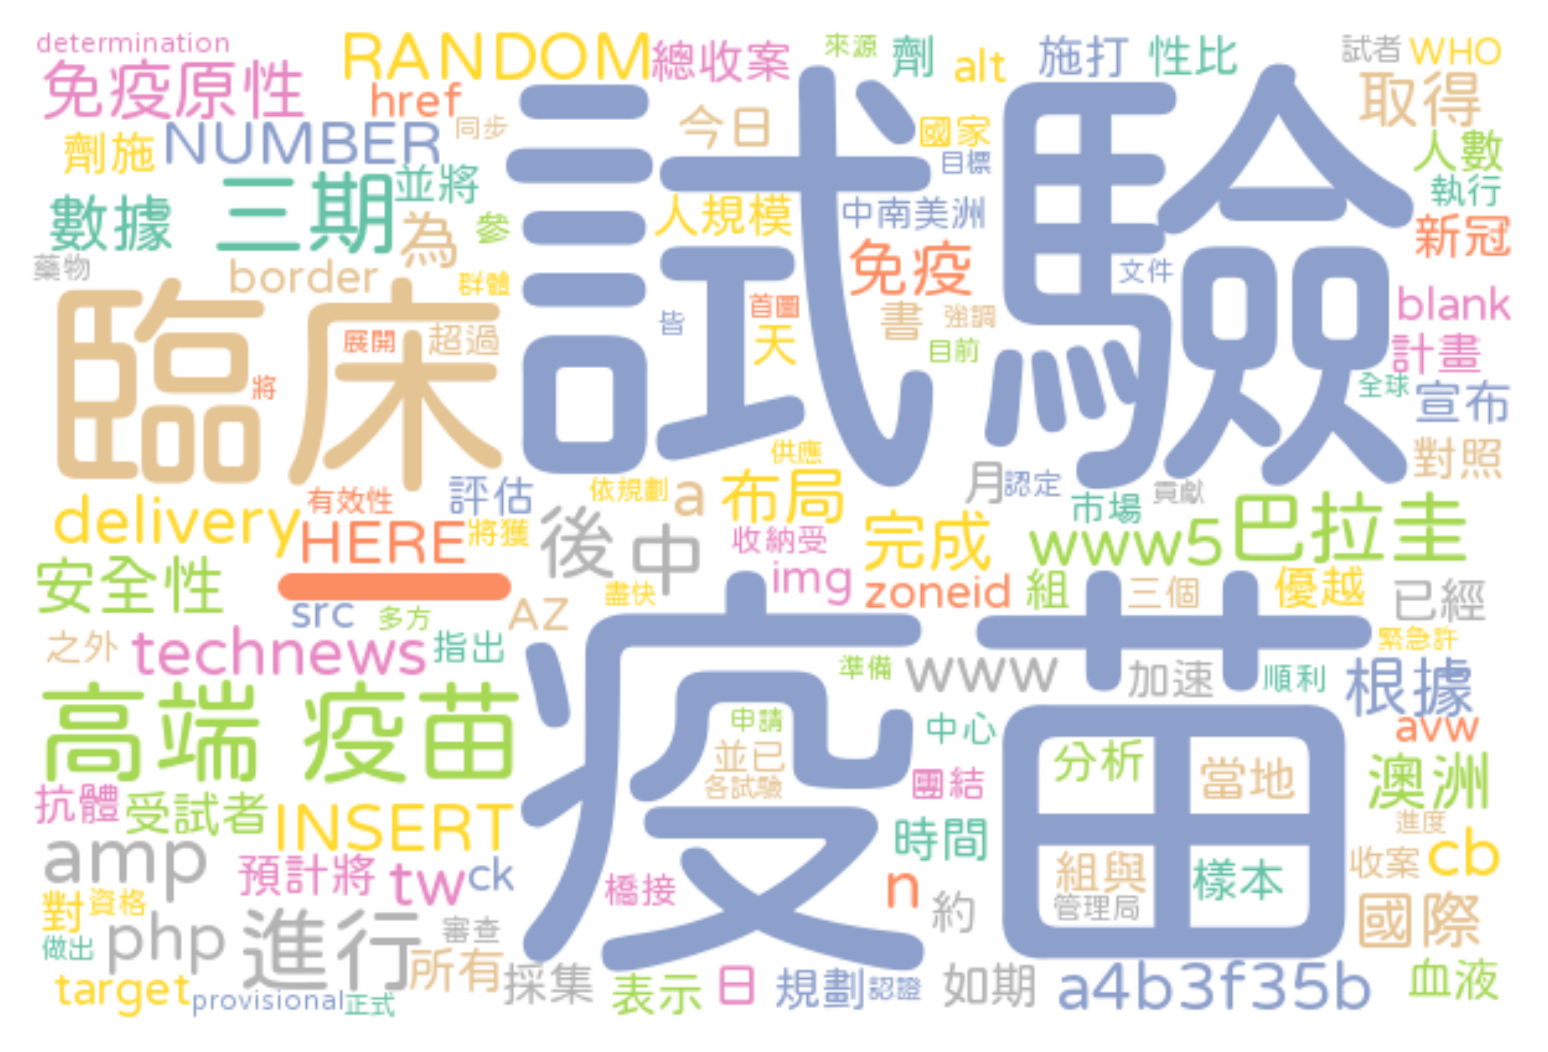 determination
RANDOM
總收案
來源
劑
alt
施打
性比
試者
WHO
免疫原性
href
同步
今日
國家
目標
取得
劑施
NUMBER
並將
試驗
人數
執行
數據
三期
為
參
人規模
中南美洲
新冠
藥物
border
群體
免疫
文件
臨床
展開
超過
將
皆
首圖
天
書
強調
目前
blank
計畫
全球
宣布
對照
供應
有效性
評估
依規劃
a
布局
月
認定
市場
貢獻
delivery
HERE
將獲
後
中
收納受
完成
www5
巴拉圭
安全性
src
多方
AZ
盡快
img
zoneid
組
三個
優越
已經
之外
technews
指出
疫苗
準備
www
加速
順利
緊急許
根據
avw
高端 疫苗
申請
並已
各試驗
中心
團結
分析
當地
澳洲
抗體
受試者
INSERT
時間
進度
amp
預計將
tw
ck
橋接
n
約
組與
管理局
樣本
收案
cb
對
資格
做出
php
進行
審查
所有
採集
國際
target
provisional
正式
表示
日
規劃
認證
如期
a4b3f35b
血液